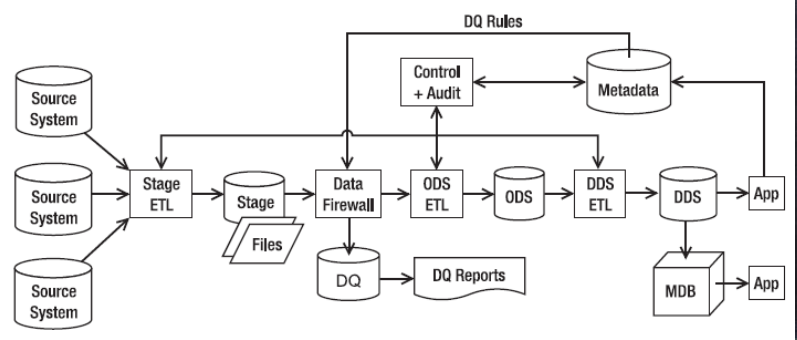 DQ Rules
Control
+ Audit
Metadata
Source
System
Source
System
Source
System
Stage
ETL
Stage
Files
Data
Firewall
ODS
ETL
ODS
DDS
ETL
DDS
App
DQ
DQ Reports
MDB
App